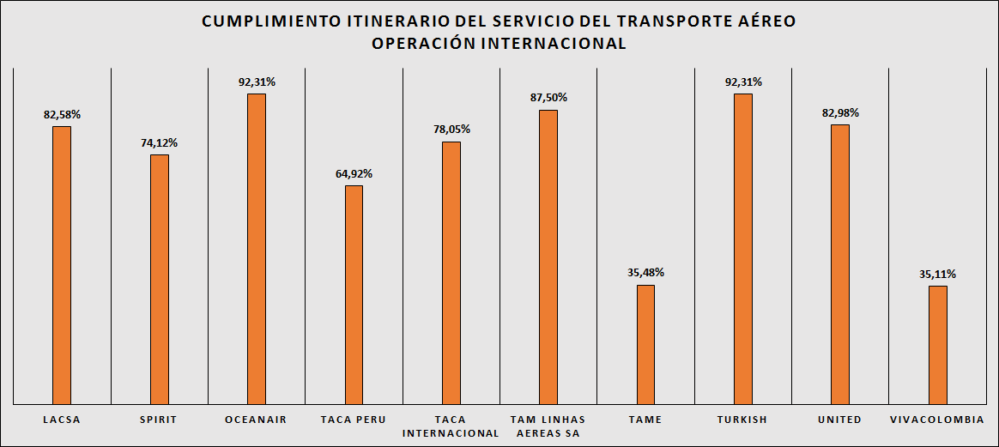 CUMPLIMIENTO ITINERARIO DEL SERVICIO DEL TRANSPORTE AÉREO
OPERACIÓN INTERNACIONAL
82,58%
74,12%
92,31%
64,92%
78,05%
87,50%
35,48%
92,31%
82,98%
35,11%
LACSA
SPIRIT
OCEANAIR
TACA PERU
TACA
INTERNACIONAL
TAM LINHAS
AEREAS SA
TAME
TURKISH
UNITED
VIVACOLOMBIA